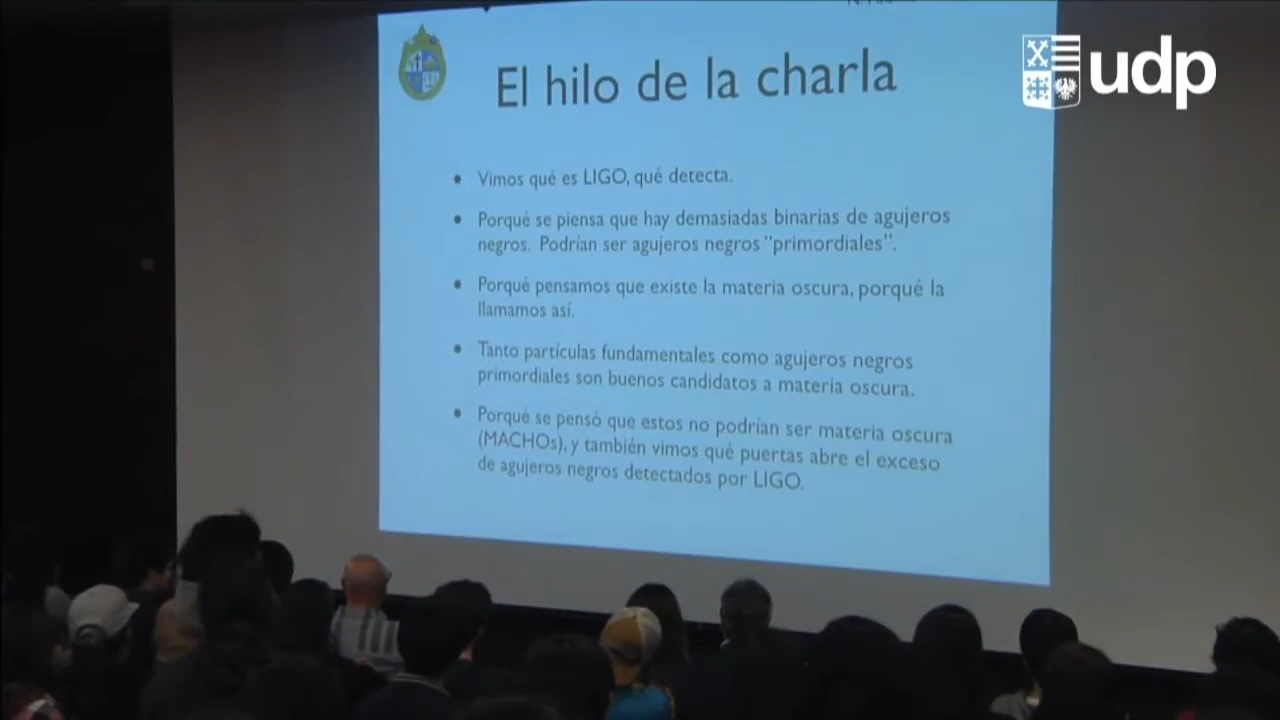 udp
El hilo de la charla
• Vimos qué es LIGO, qué detecta.
• Porqué se piensa que hay demasiadas binarias de agujeros
negros. Podrían ser agujeros negros "primordiales".
• Porqué pensamos que existe la materia oscura, porqué la
llamamos así.
• Tanto partículas fundamentales como agujeros negros
primordiales son buenos candidatos a materia oscura.
• Porqué se pensó que estos no podrían ser materia oscura
(MACHOs), y también vimos qué puertas abre el exceso
de agujeros negros detectados por LIGO.